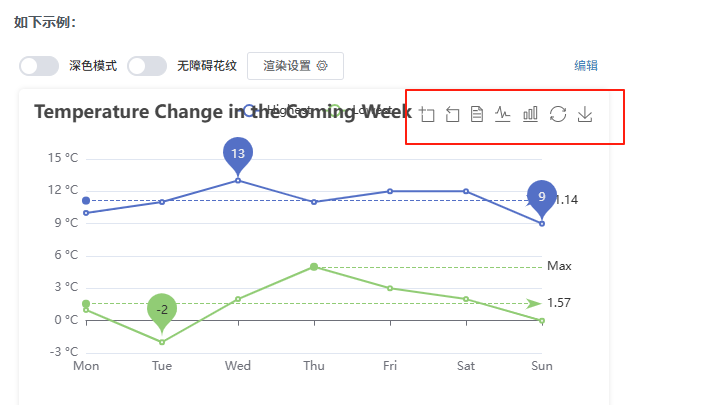 如下示例：
深色模式 无障碍花纹 渲染设置 编辑
Temperature Change in the Coming Week
Highest Lowest
15 °C
13
12 °C
9
1.14
9 °C
6 °C
Max
3 °C
-2
1.57
0 °C
-3 °C
Mon Tue Wed Thu Fri Sat Sun